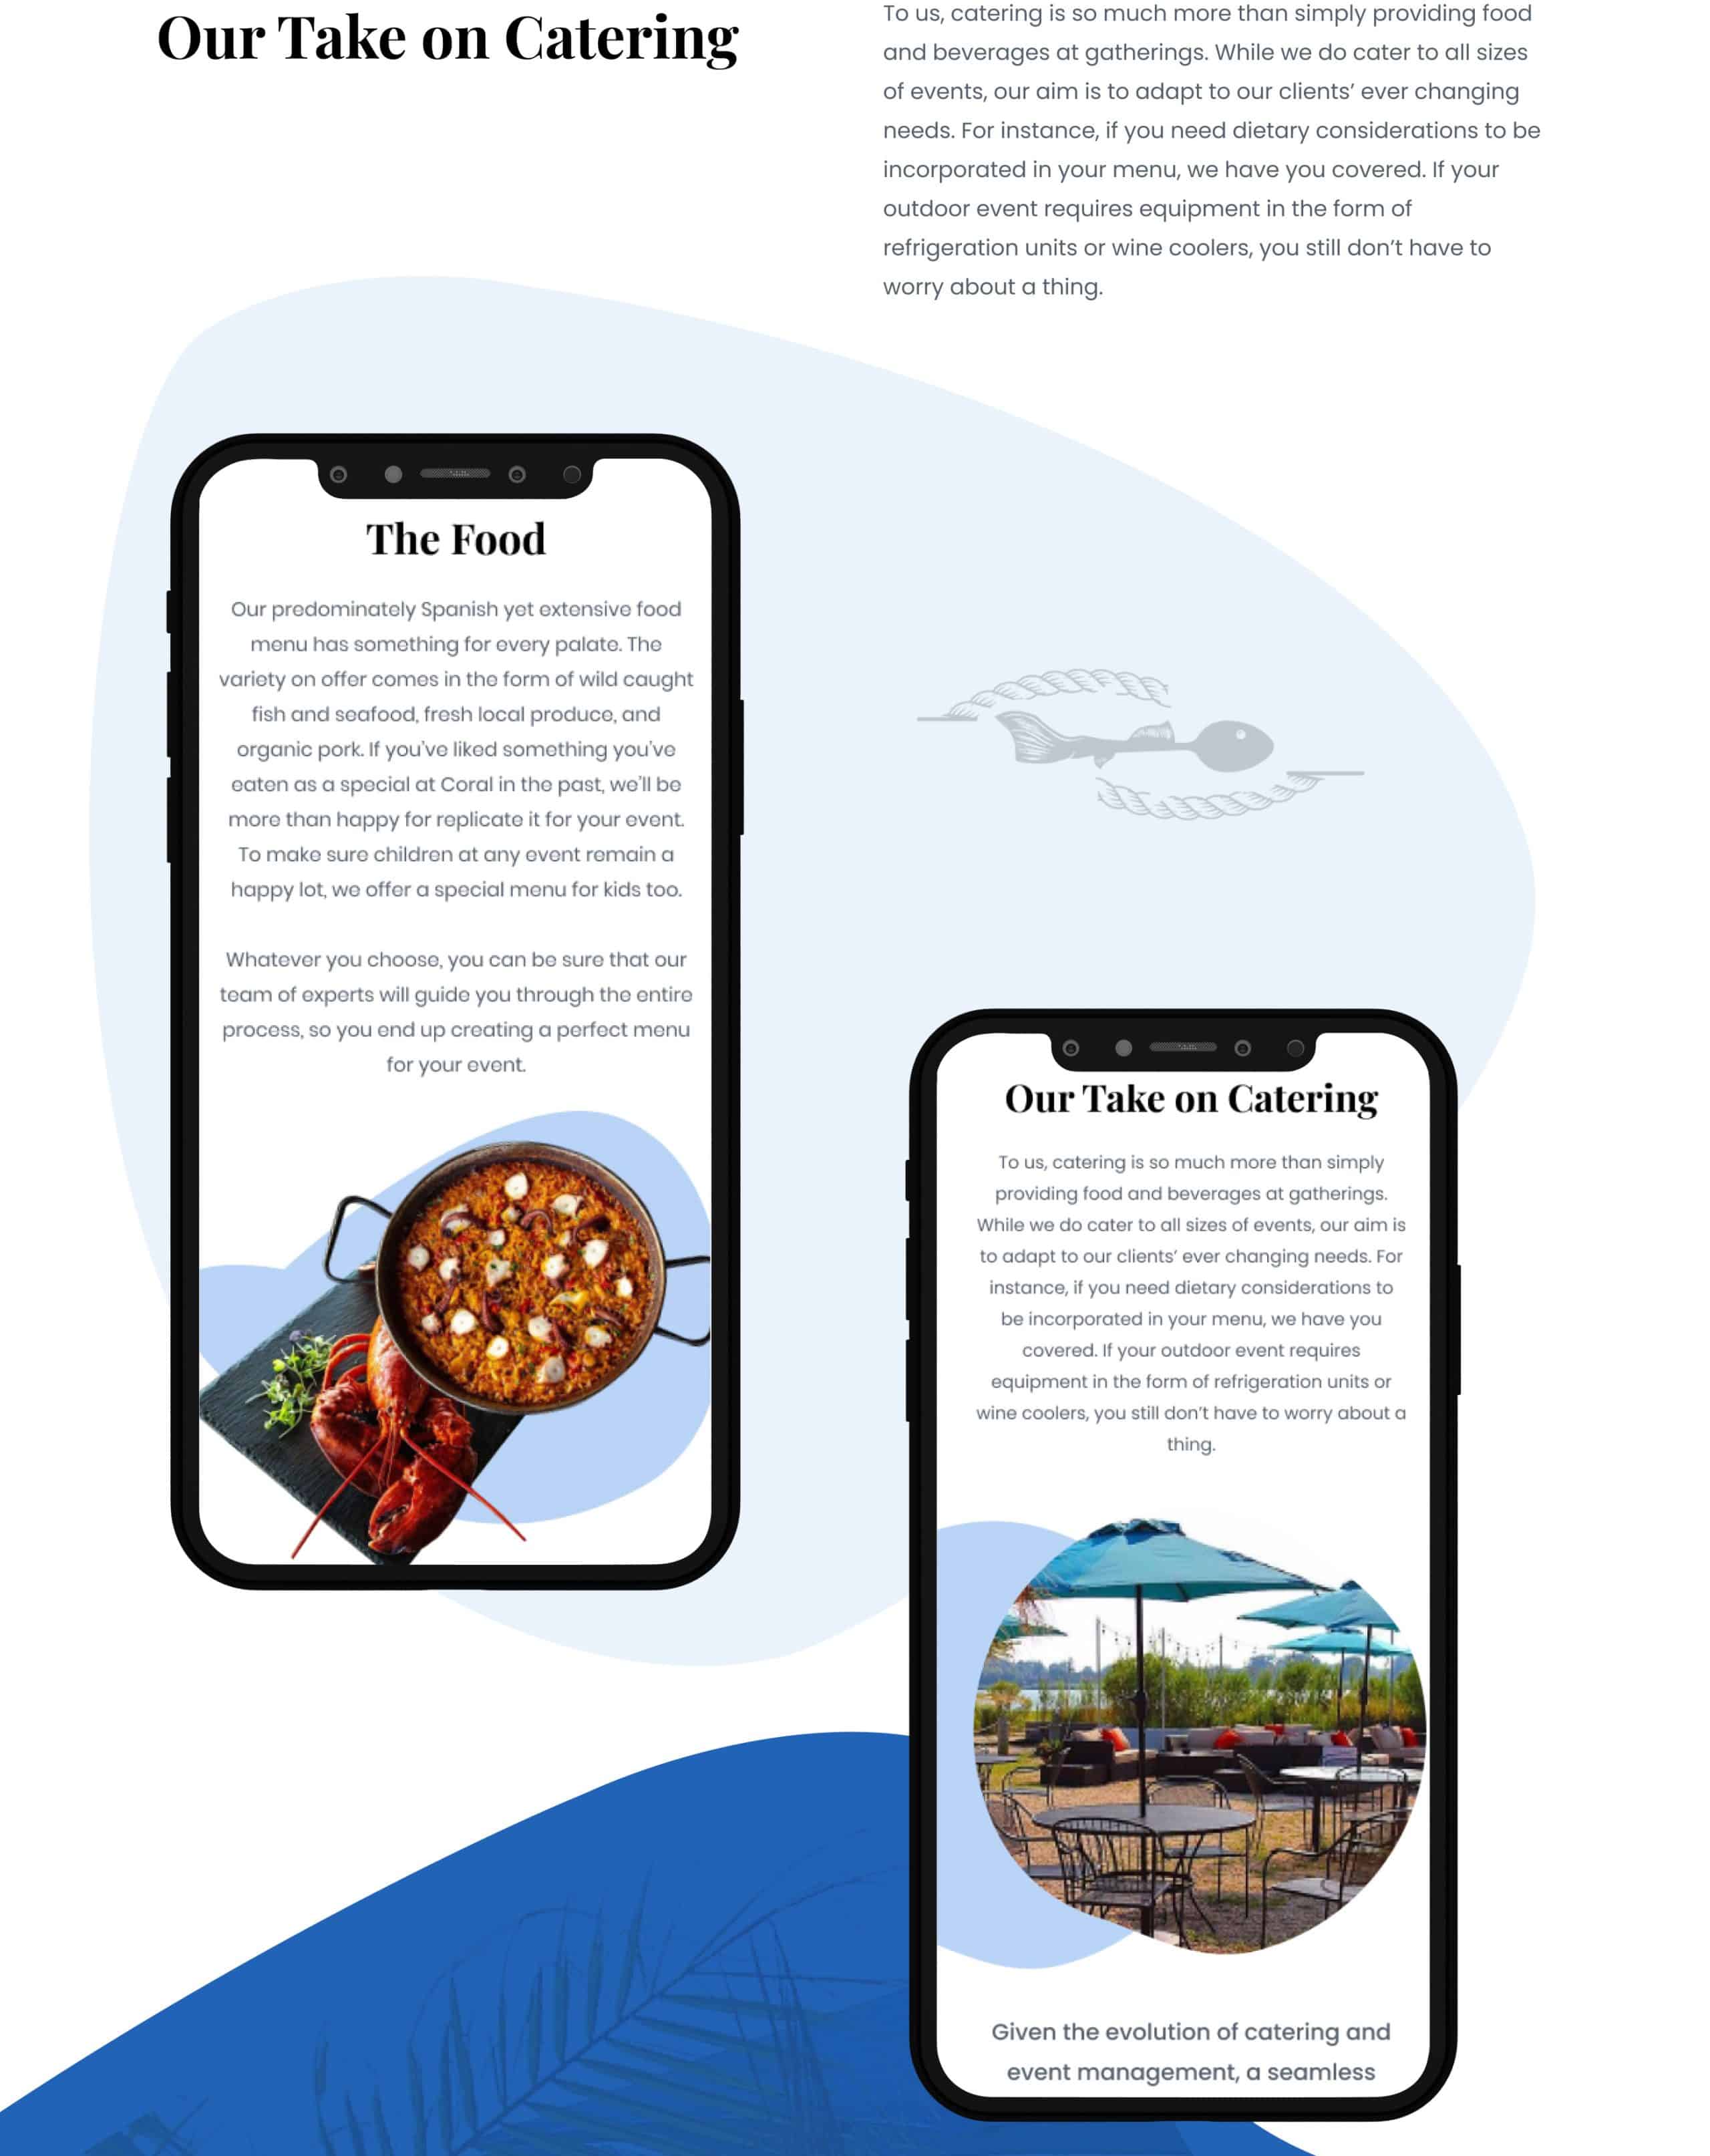 Our Take on Catering
To us, catering is so much more than simply providing food
and beverages at gatherings. While we do cater to all sizes
of events, our aim is to adapt to our clients’ ever changing
needs. For instance, if you need dietary considerations to be
incorporated in your menu, we have you covered. If your
outdoor event requires equipment in the form of
refrigeration units or wine coolers, you still don’t have to
worry about a thing.
The Food
Our predominately Spanish yet extensive food
menu has something for every palate. The
variety on offer comes in the form of wild caught
fish and seafood, fresh local produce, and
organic pork. If you’ve liked something you’ve
eaten as a special at Coral in the past, we’ll be
more than happy for replicate it for your event.
To make sure children at any event remain a
happy lot, we offer a special menu for kids too.
Whatever you choose, you can be sure that our
team of experts will guide you through the entire
process, so you end up creating a perfect menu
for your event.
Our Take on Catering
To us, catering is so much more than simply
providing food and beverages at gatherings.
While we do cater to all sizes of events, our aim is
to adapt to our clients’ ever changing needs. For
instance, if you need dietary considerations to
be incorporated in your menu, we have you
covered. If your outdoor event requires
equipment in the form of refrigeration units or
wine coolers, you still don’t have to worry about a
thing.
Given the evolution of catering and
event management, a seamless